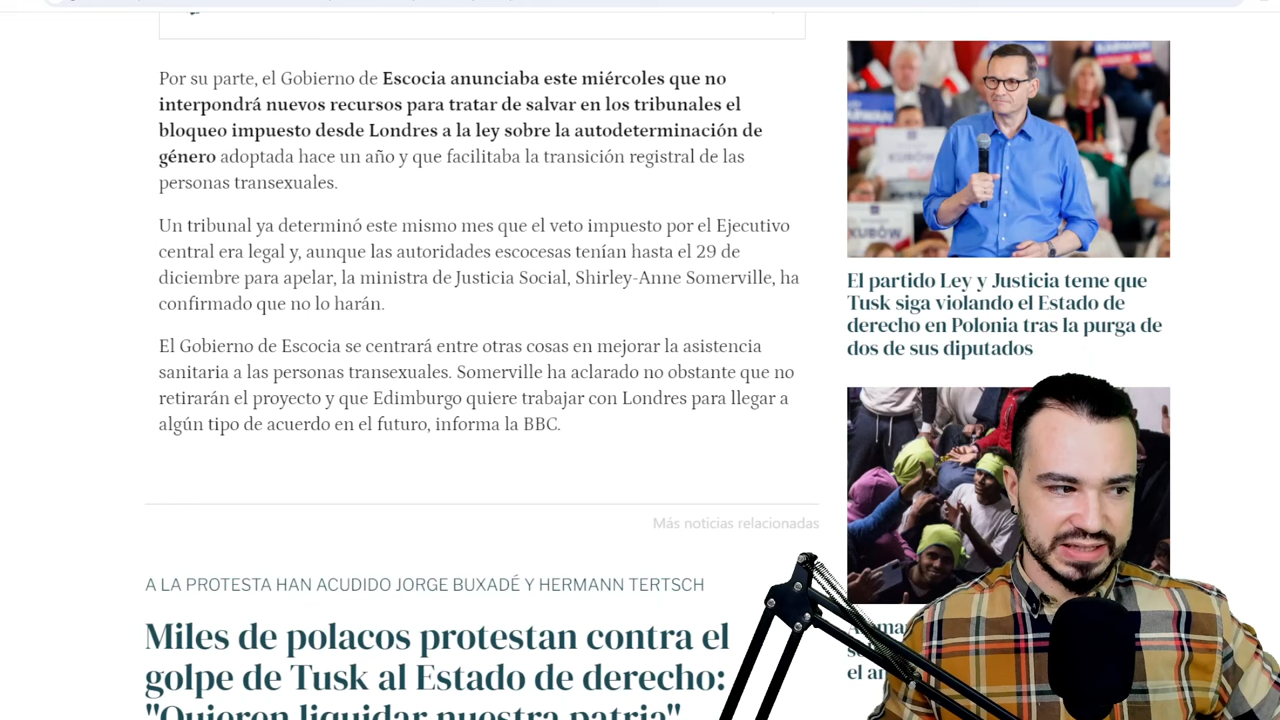 Por su parte, el Gobierno de Escocia anunciaba este miércoles que no
interpondrá nuevos recursos para tratar de salvar en los tribunales el
bloqueo impuesto desde Londres a la ley sobre la autodeterminación de
género adoptada hace un año y que facilitaba la transición registral de las
personas transexuales.
Un tribunal ya determinó este mismo mes que el veto impuesto por el Ejecutivo
central era legal y, aunque las autoridades escocesas tenían hasta el 29 de
diciembre para apelar, la ministra de Justicia Social, Shirley-Anne Somerville, ha
confirmado que no lo harán.
El Gobierno de Escocia se centrará entre otras cosas en mejorar la asistencia
sanitaria a las personas transexuales. Somerville ha aclarado no obstante que no
retirarán el proyecto y que Edimburgo quiere trabajar con Londres para llegar a
algún tipo de acuerdo en el futuro, informa la BBC.
Más noticias relacionadas
A LA PROTESTA HAN ACUDIDO JORGE BUXADÉ Y HERMANN TERTSCH
Miles de polacos protestan contra el
golpe de Tusk al Estado de derecho:
"Quieren liquidar nuestra patria"
El partido Ley y Justicia teme que
Tusk siga violando el Estado de
derecho en Polonia tras la purga de
dos de sus diputados